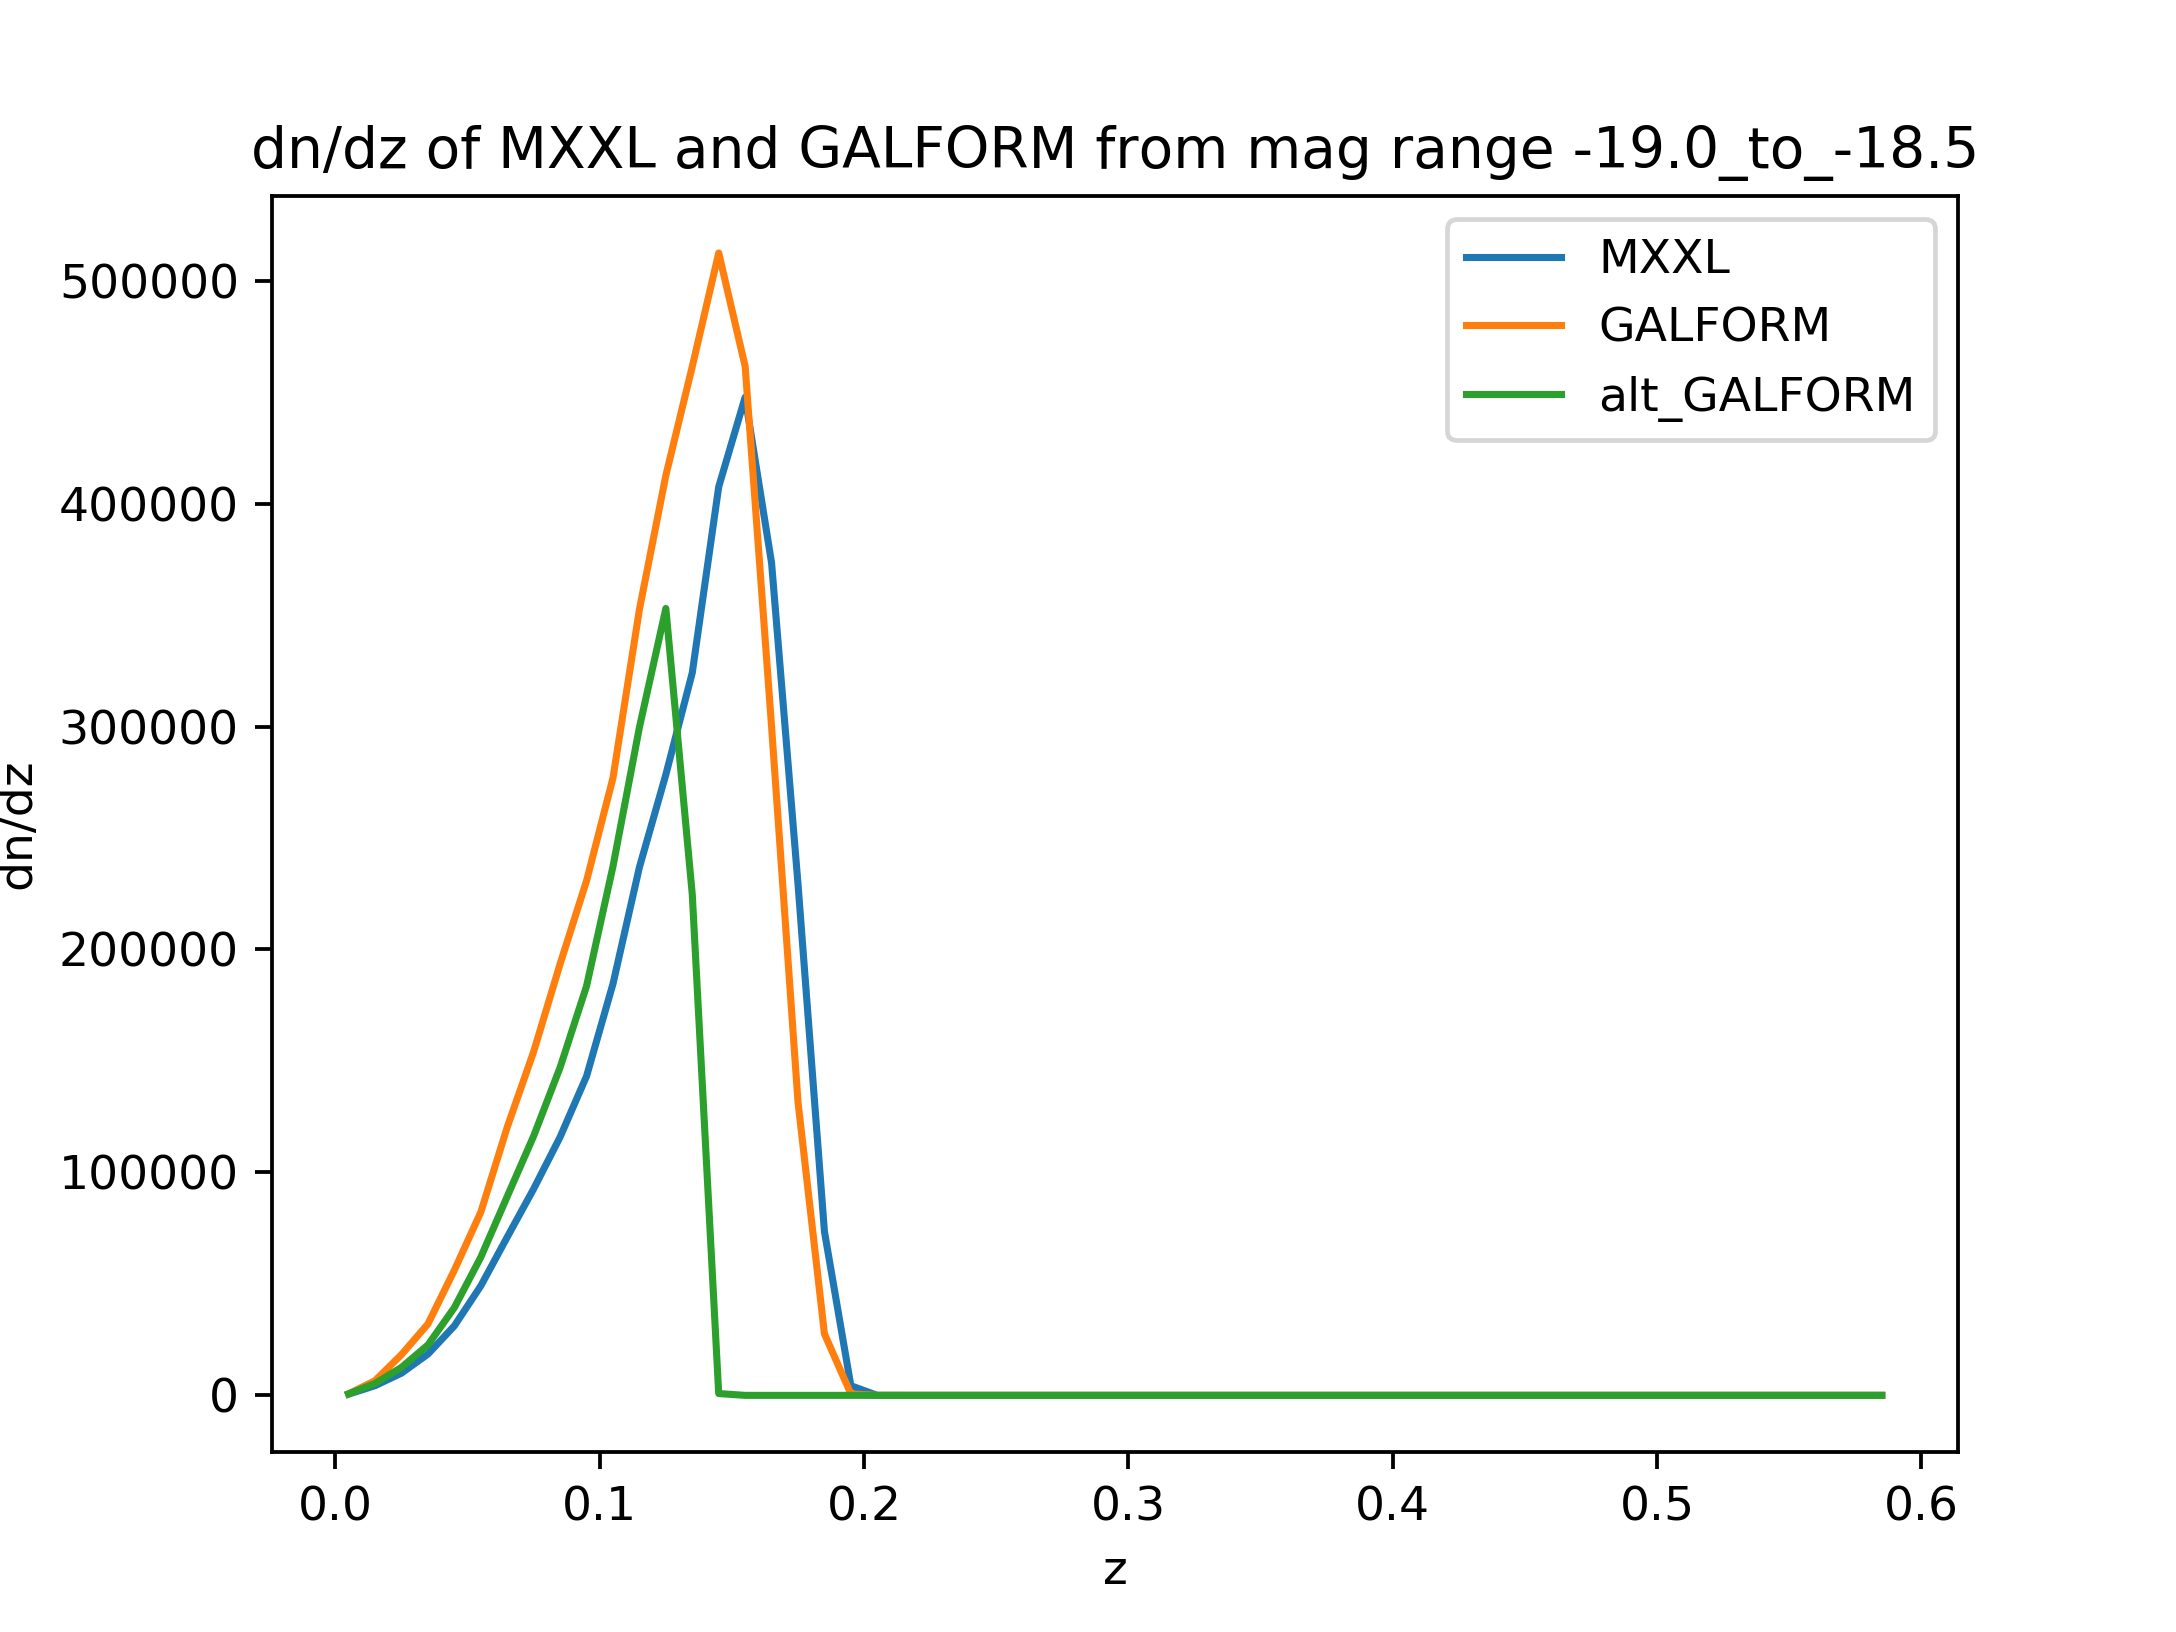 dn/dz of MXXL and GALFORM from mag range -19.0_to_-18.5
MXXL
GALFORM
alt_GALFORM
500000
400000
300000
200000
100000
0
dn/dz
0.0 0.1 0.2 0.3 0.4 0.5 0.6
z